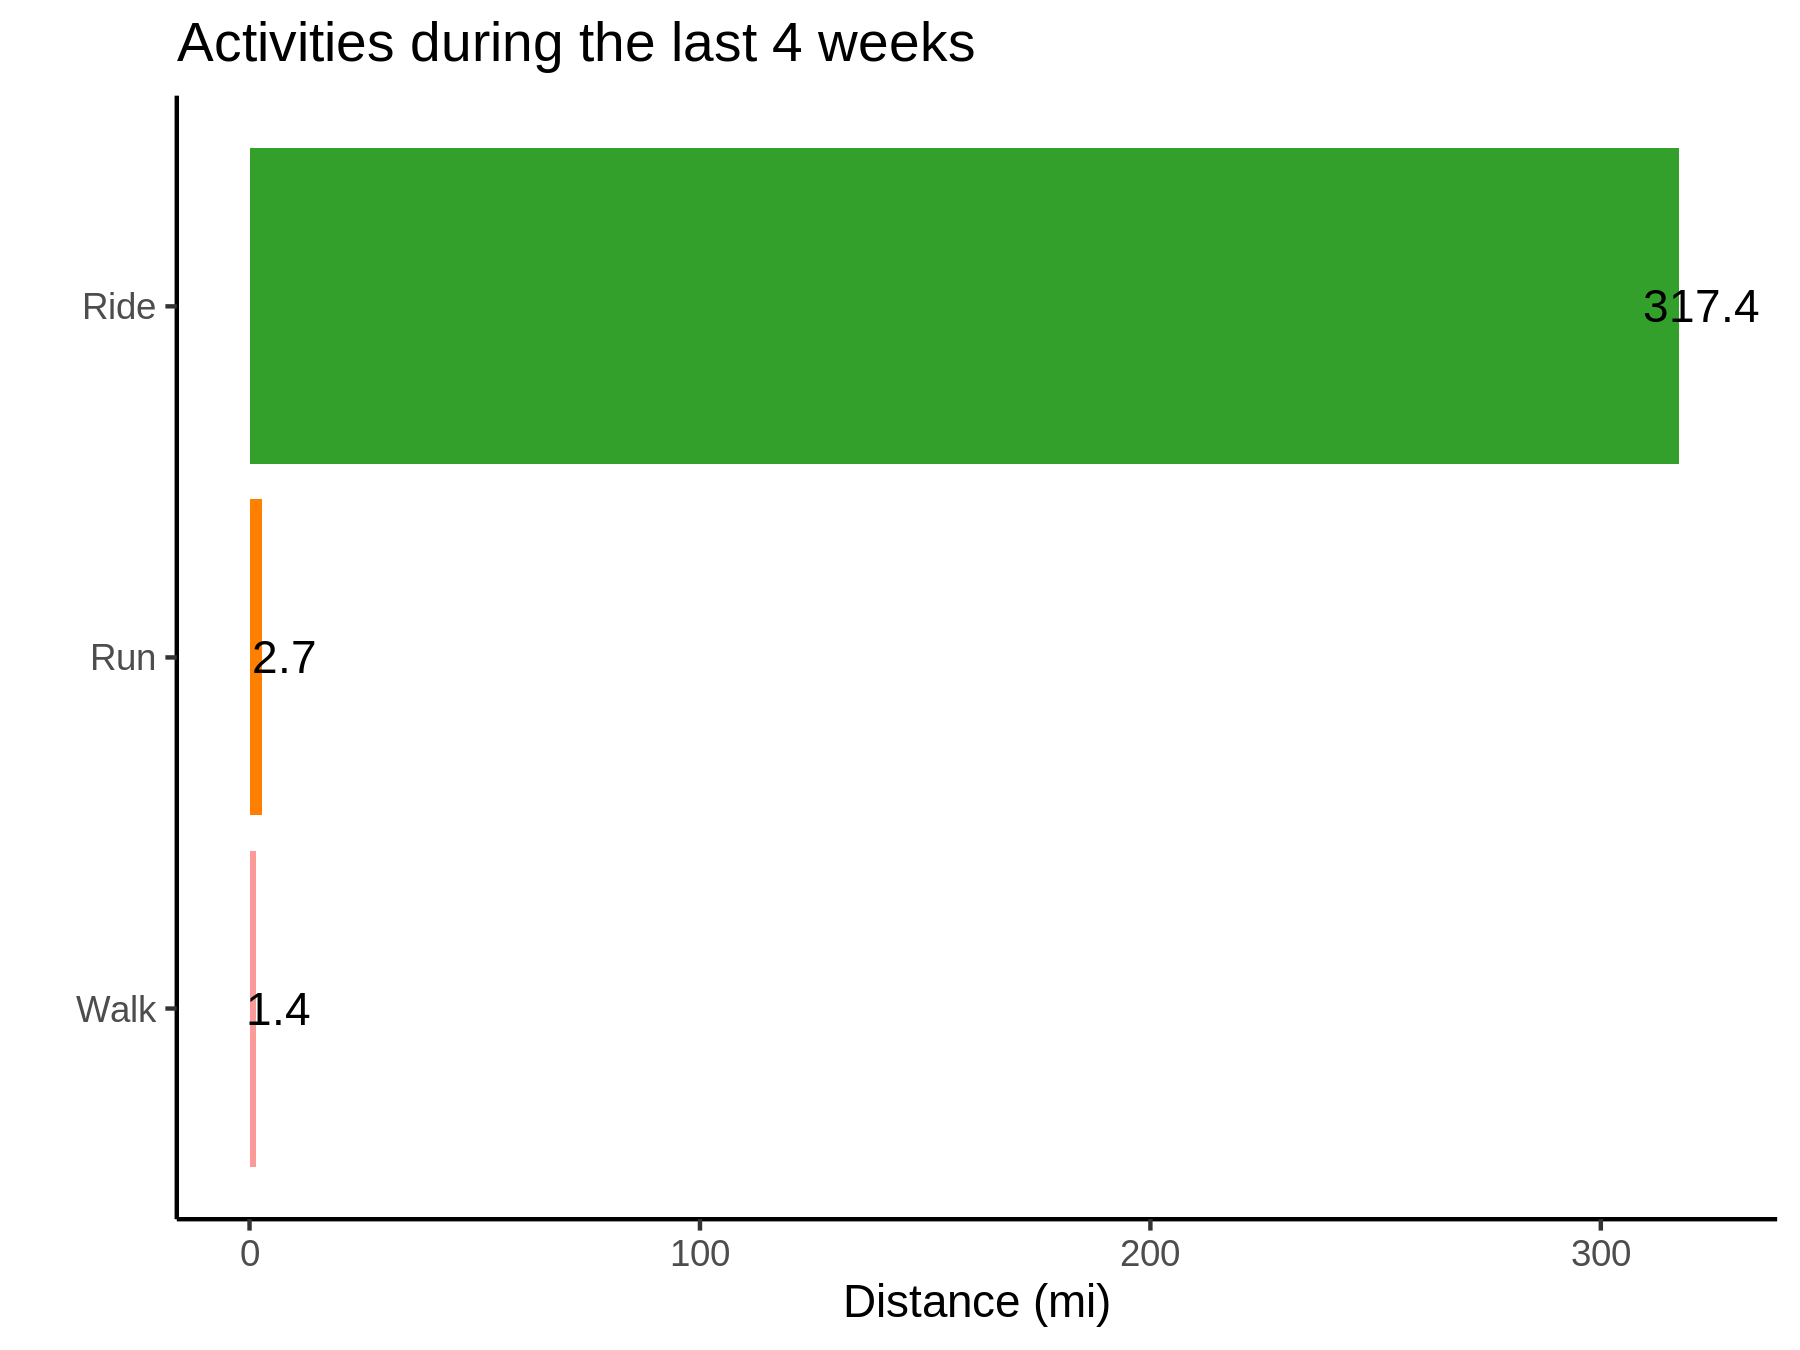 Activities during the last 4 weeks
Ride
317.4
Run
2.7
Walk
1.4
0 100 200 300
Distance (mi)